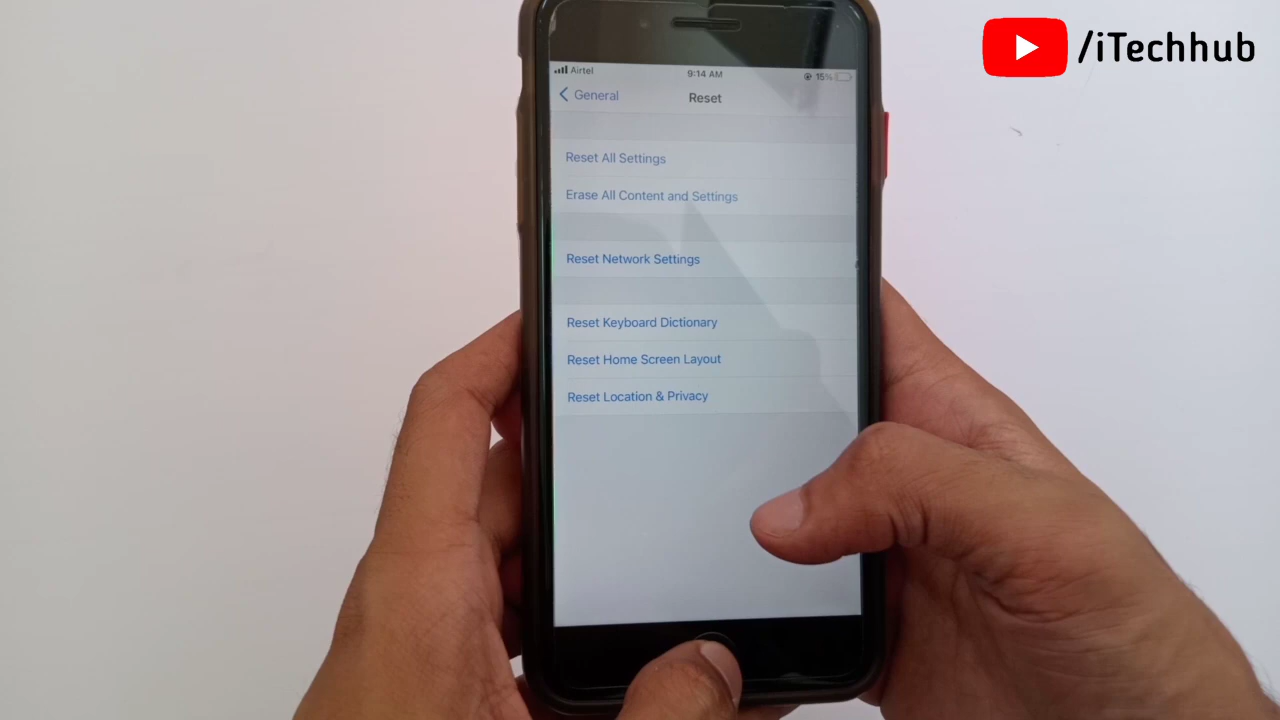 /iTechhub
Airtel 9:14 AM 15%
General Reset
Reset All Settings
Erase All Content and Settings
Reset Network Settings
Reset Keyboard Dictionary
Reset Home Screen Layout
Reset Location & Privacy